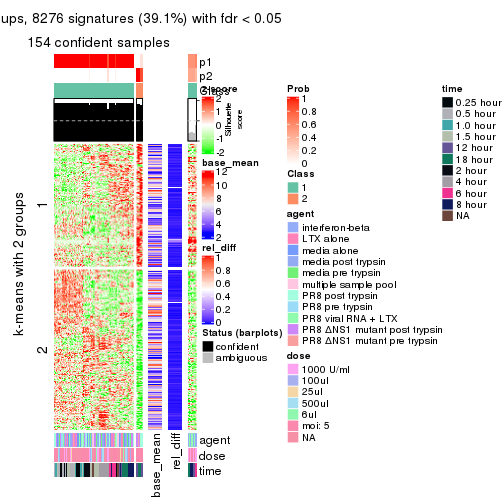 ups, 8276 signatures (39.1%) with fdr < 0.05
154 confident samples
p1
p2
Class
z-score
2
1
0
-1
-2
Silhouette
score
1
0.5
0
base_mean
12
10
8
6
4
2
rel_diff
1
0.8
0.6
0.4
0.2
0
Status (barplots)
confident
ambiguous
k-means with 2 groups
1
2
agent
dose
time
base_mean
rel_diff
Prob
1
0.8
0.6
0.4
0.2
0
Class
1
2
agent
interferon-beta
LTX alone
media alone
media post trypsin
media pre trypsin
multiple sample pool
PR8 post trypsin
PR8 pre trypsin
PR8 viral RNA + LTX
PR8 ΔNS1 mutant post trypsin
PR8 ΔNS1 mutant pre trypsin
dose
1000 U/ml
100ul
25ul
500ul
6ul
moi: 5
NA
time
0.25 hour
0.5 hour
1.0 hour
1.5 hour
12 hour
18 hour
2 hour
4 hour
6 hour
8 hour
NA